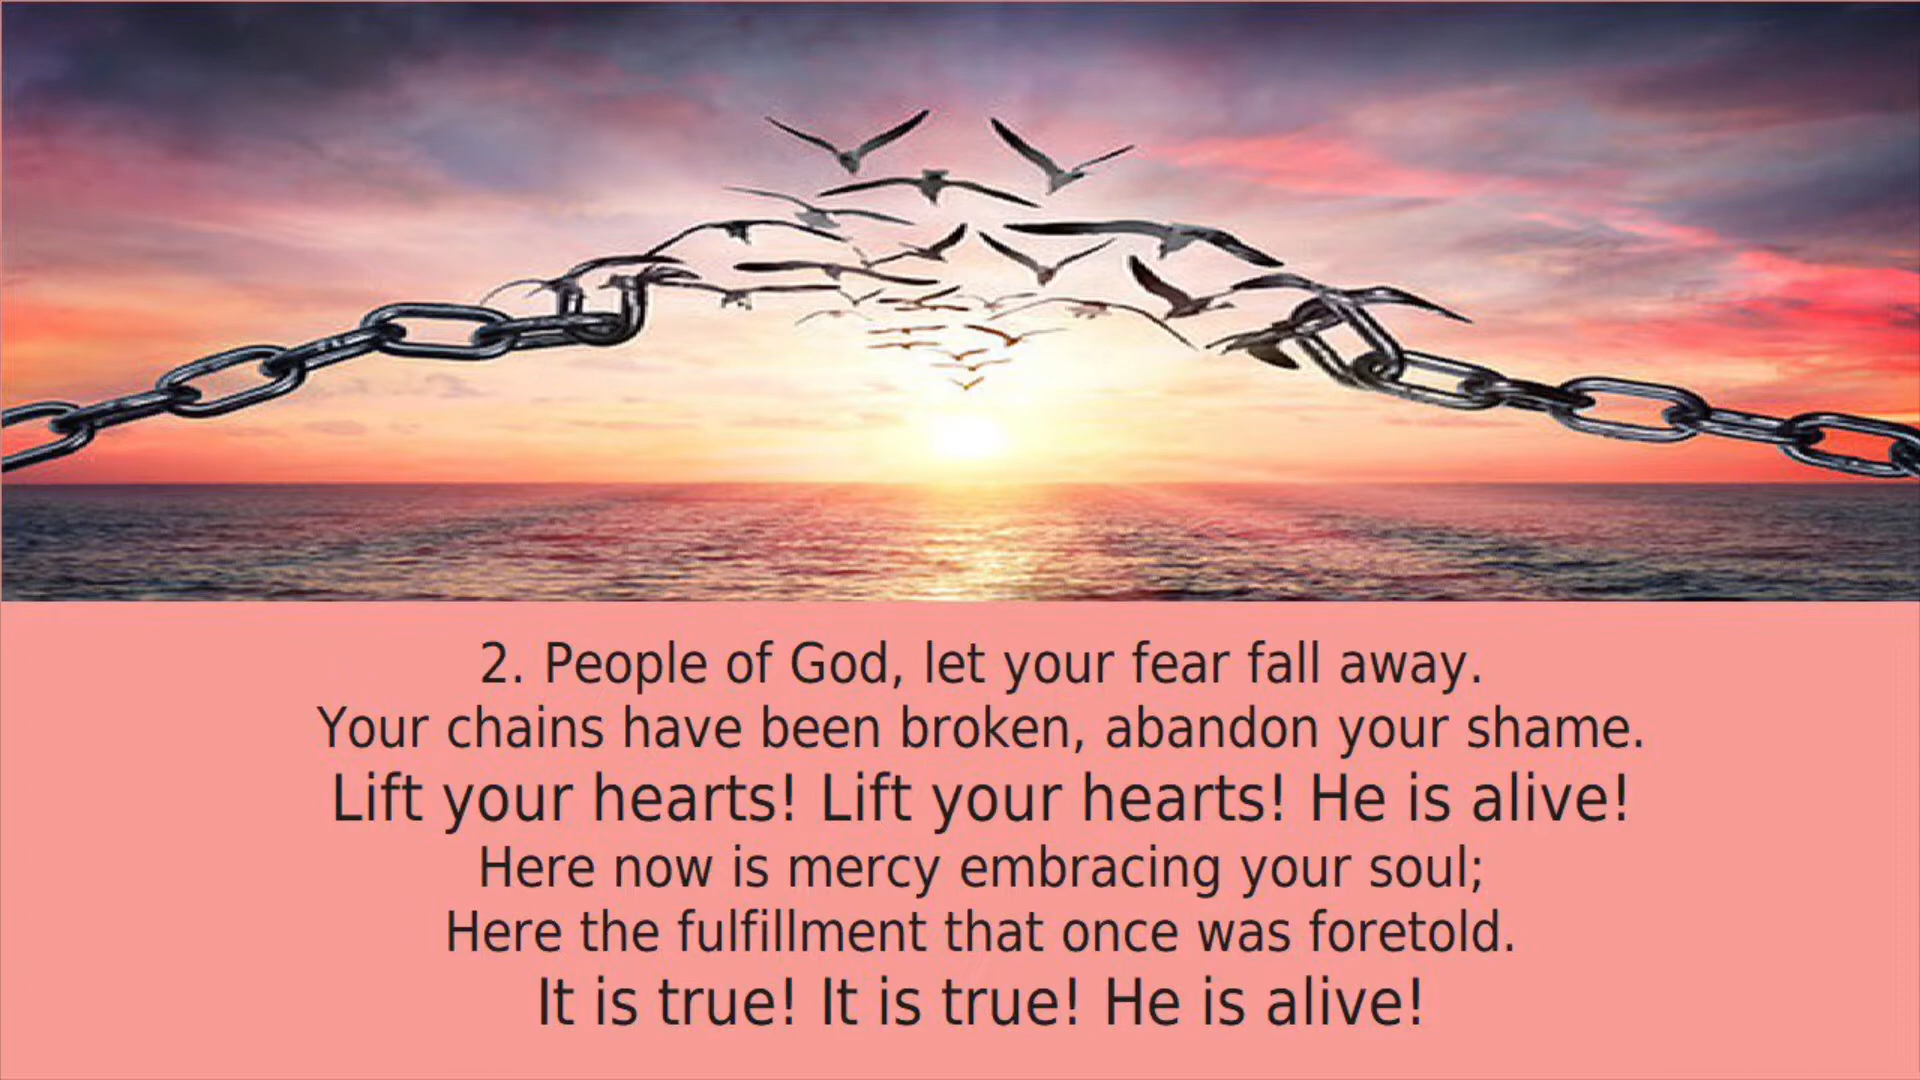 2. People of God, let your fear fall away.
Your chains have been broken, abandon your shame.
Lift your hearts! Lift your hearts! He is alive!
Here now is mercy embracing your soul;
Here the fulfillment that once was foretold.
It is true! It is true! He is alive!